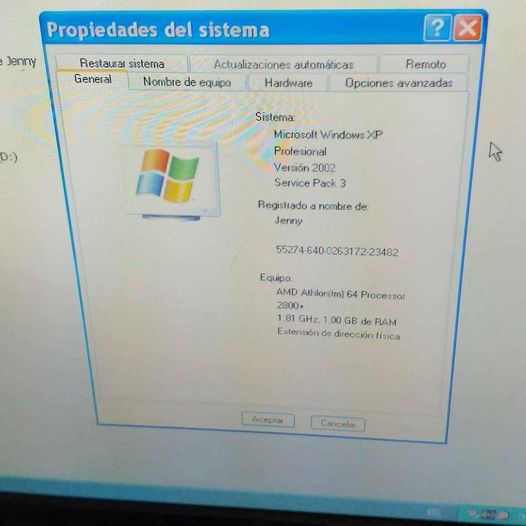 Propiedades del sistema
e Jenny
Restaurar sistema Actualizaciones automáticas Remoto
General Nombre de equipo Hardware Opciones avanzadas
Sistema:
Microsoft Windows XP
Profesional
Versión 2002
Service Pack 3
D:)
Registrado a nombre de:
Jenny
55274-640-0263172-23482
Equipo:
AMD Athlon(tm) 64 Processor
2800+
1.81 GHz, 1.00 GB de RAM
Extensión de dirección física
Aceptar Cancelar